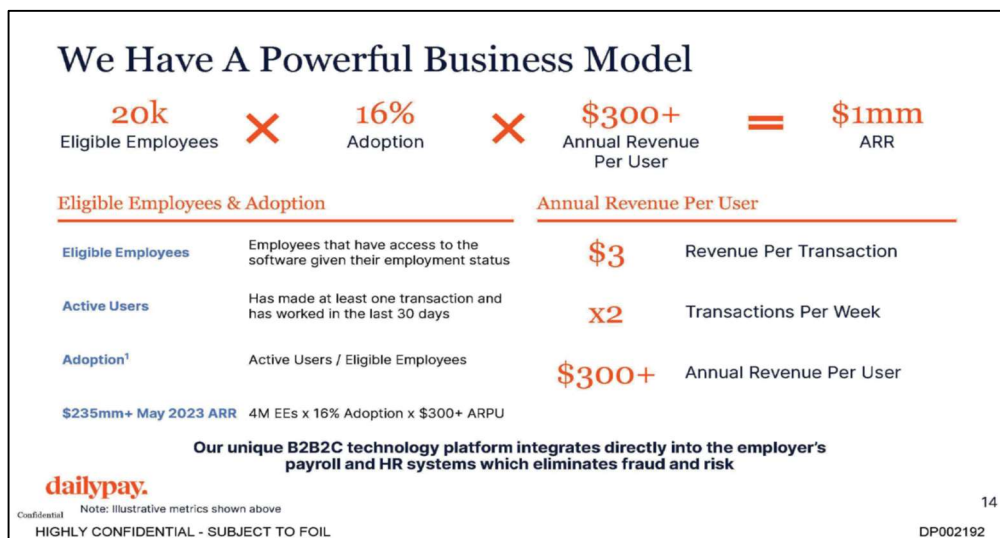 We Have A Powerful Business Model
20k
Eligible Employees
×
16%
Adoption
×
$300+
Annual Revenue
Per User
=
$1mm
ARR
Eligible Employees & Adoption
Eligible Employees
Employees that have access to the
software given their employment status
Active Users
Has made at least one transaction and
has worked in the last 30 days
Adoption¹
Active Users / Eligible Employees
$235mm+ May 2023 ARR
4M EEs x 16% Adoption x $300+ ARPU
Annual Revenue Per User
$3
Revenue Per Transaction
x2
Transactions Per Week
$300+
Annual Revenue Per User
Our unique B2B2C technology platform integrates directly into the employer's
payroll and HR systems which eliminates fraud and risk
dailypay.
Confidential
Note: Illustrative metrics shown above
14
HIGHLY CONFIDENTIAL - SUBJECT TO FOIL
DP002192